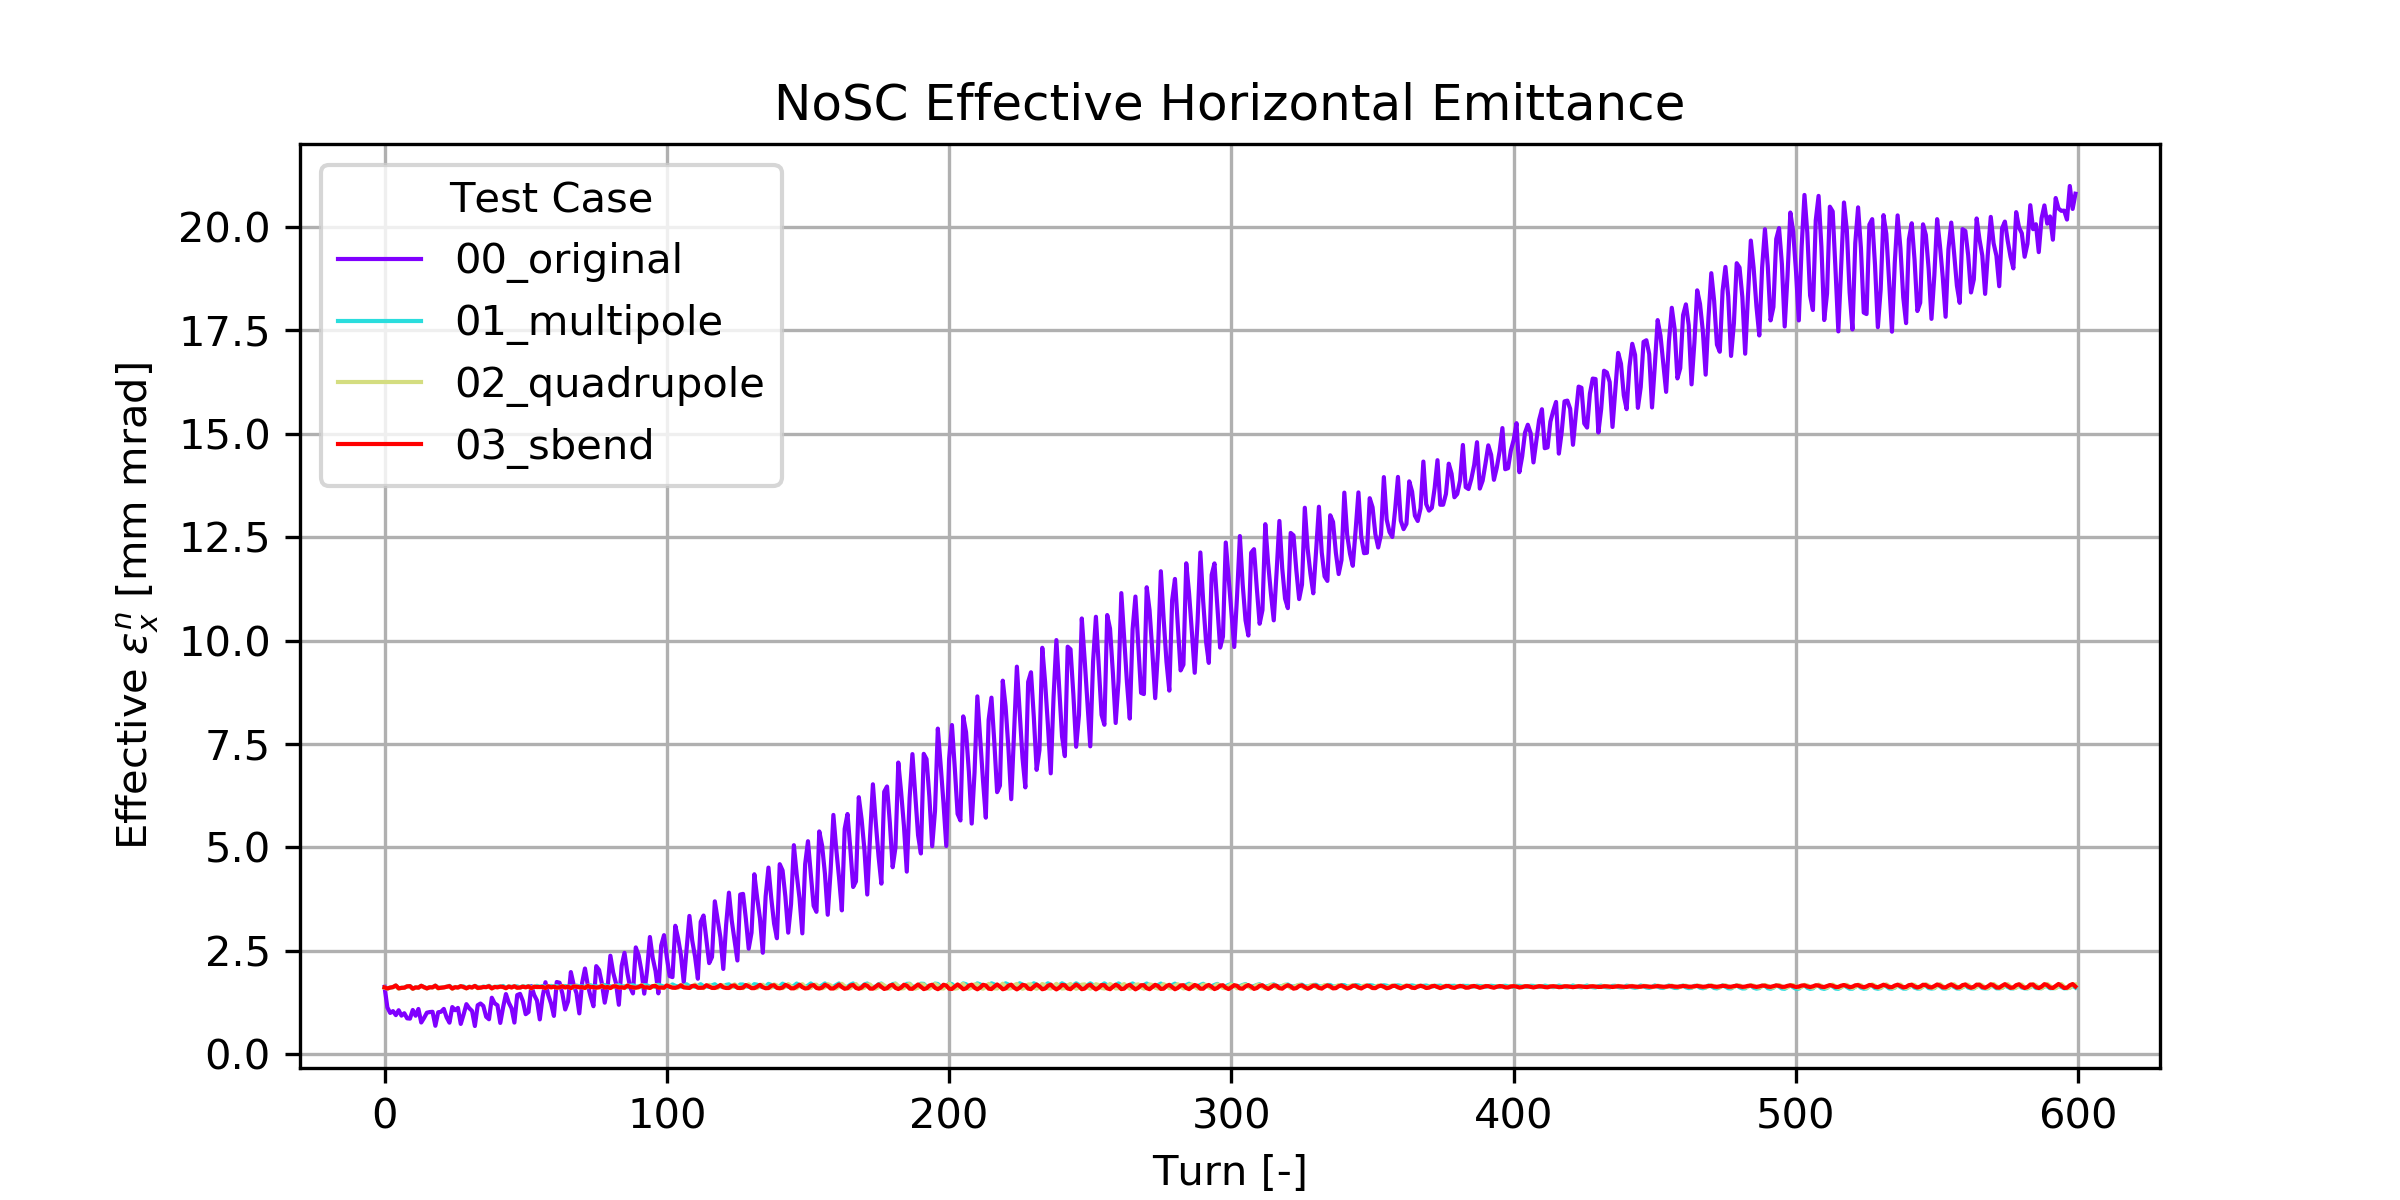 NoSC Effective Horizontal Emittance
Test Case
00_original
01_multipole
02_quadrupole
03_sbend
20.0
17.5
15.0
12.5
10.0
7.5
5.0
2.5
0.0
Effective εₓⁿ [mm mrad]
0 100 200 300 400 500 600
Turn [-]